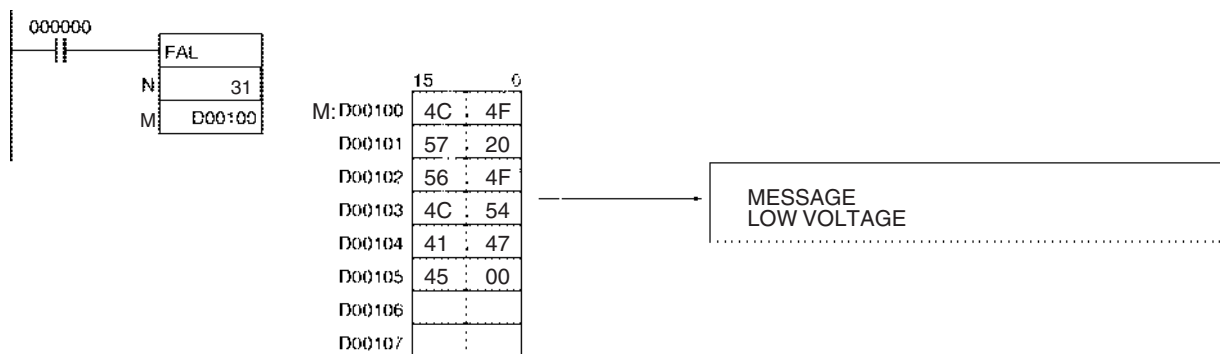 000000
FAL
N 31
M D00100
15 0
M: D00100 4C 4F
D00101 57 20
D00102 56 4F
D00103 4C 54
D00104 41 47
D00105 45 00
D00106
D00107
MESSAGE
LOW VOLTAGE